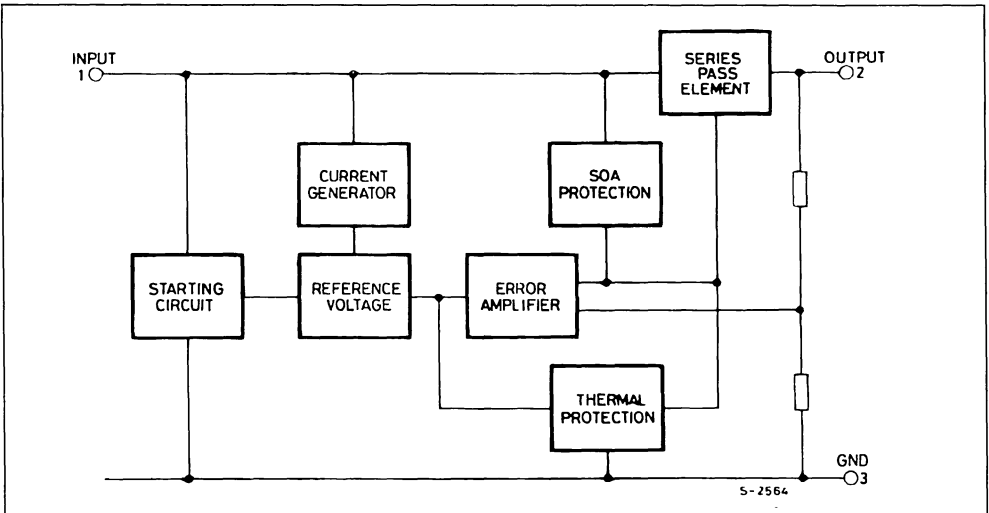 INPUT
1
SERIES
PASS
ELEMENT
OUTPUT
2
CURRENT
GENERATOR
SOA
PROTECTION
STARTING
CIRCUIT
REFERENCE
VOLTAGE
ERROR
AMPLIFIER
THERMAL
PROTECTION
GND
3
S-2564